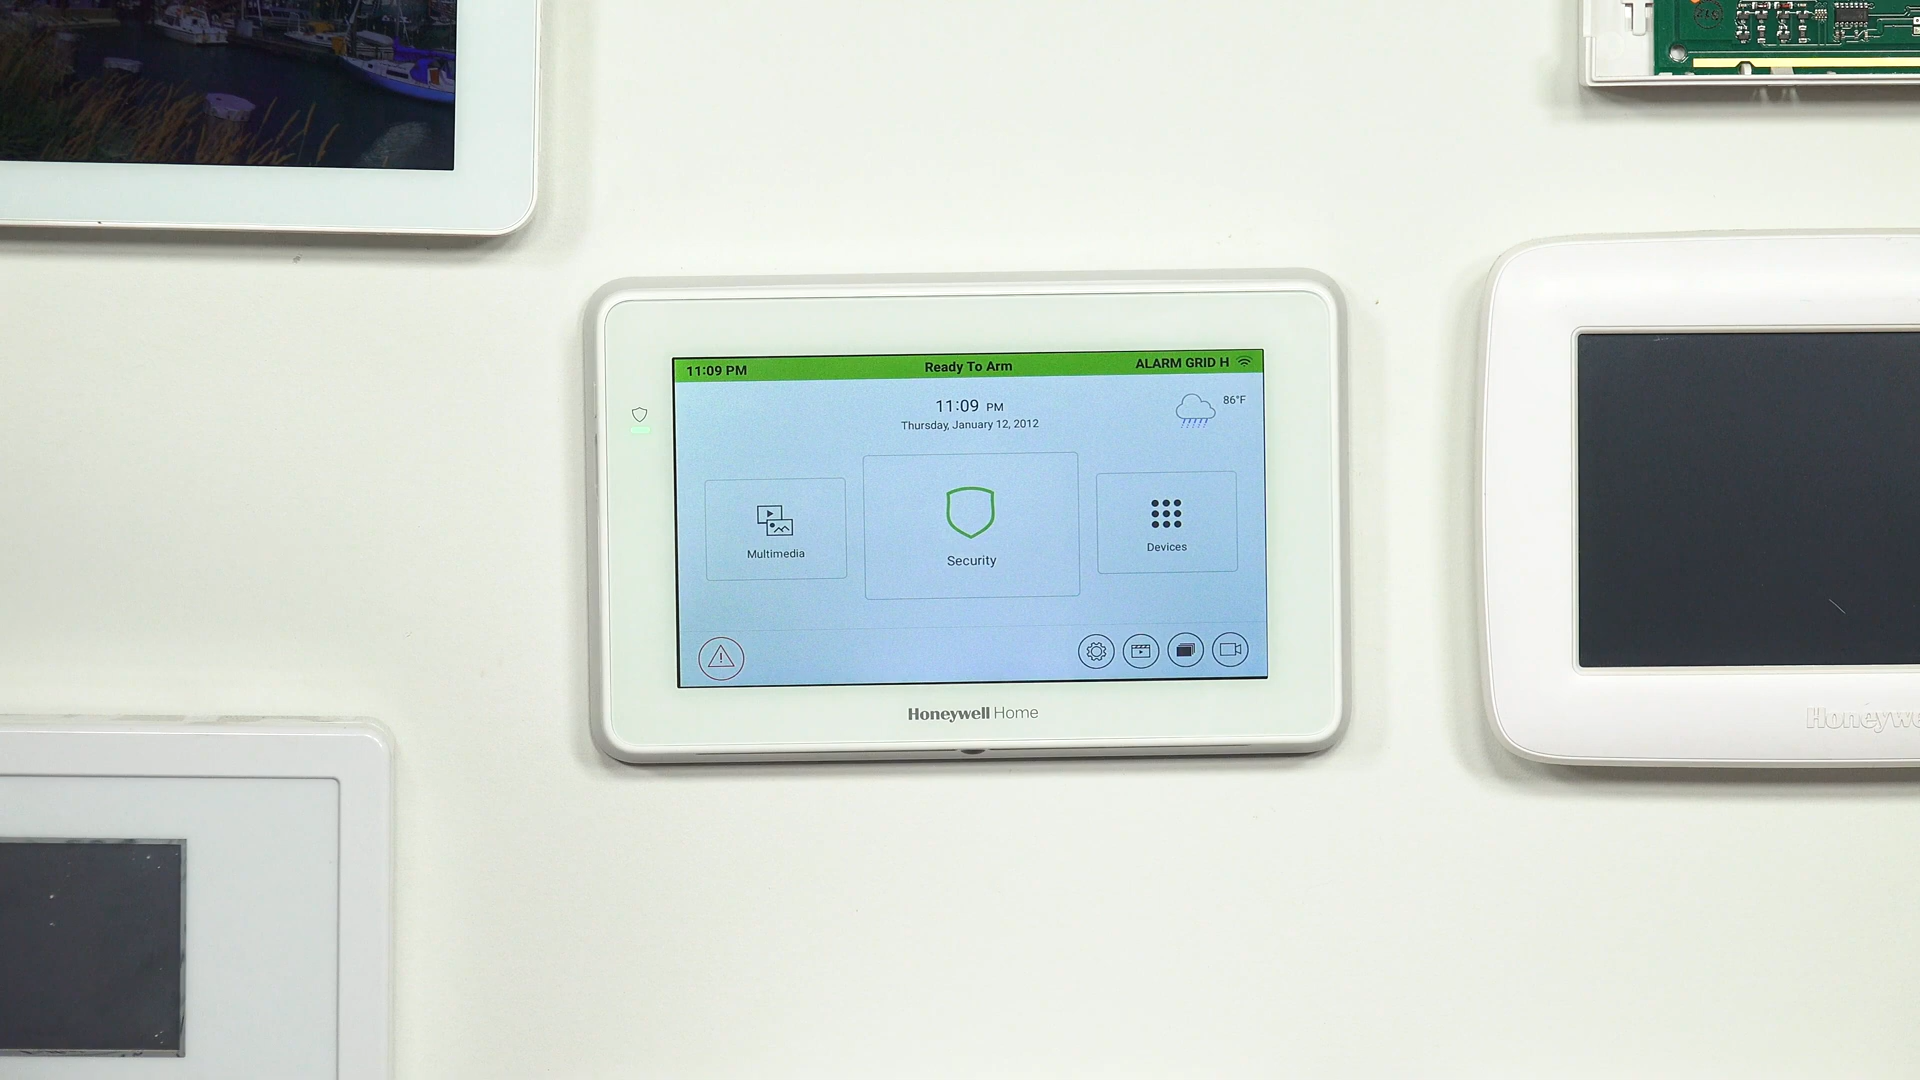 11:09 PM
Ready To Arm
ALARM GRID H
11:09 PM
Thursday, January 12, 2012
86°F
Multimedia
Security
Devices
Honeywell Home